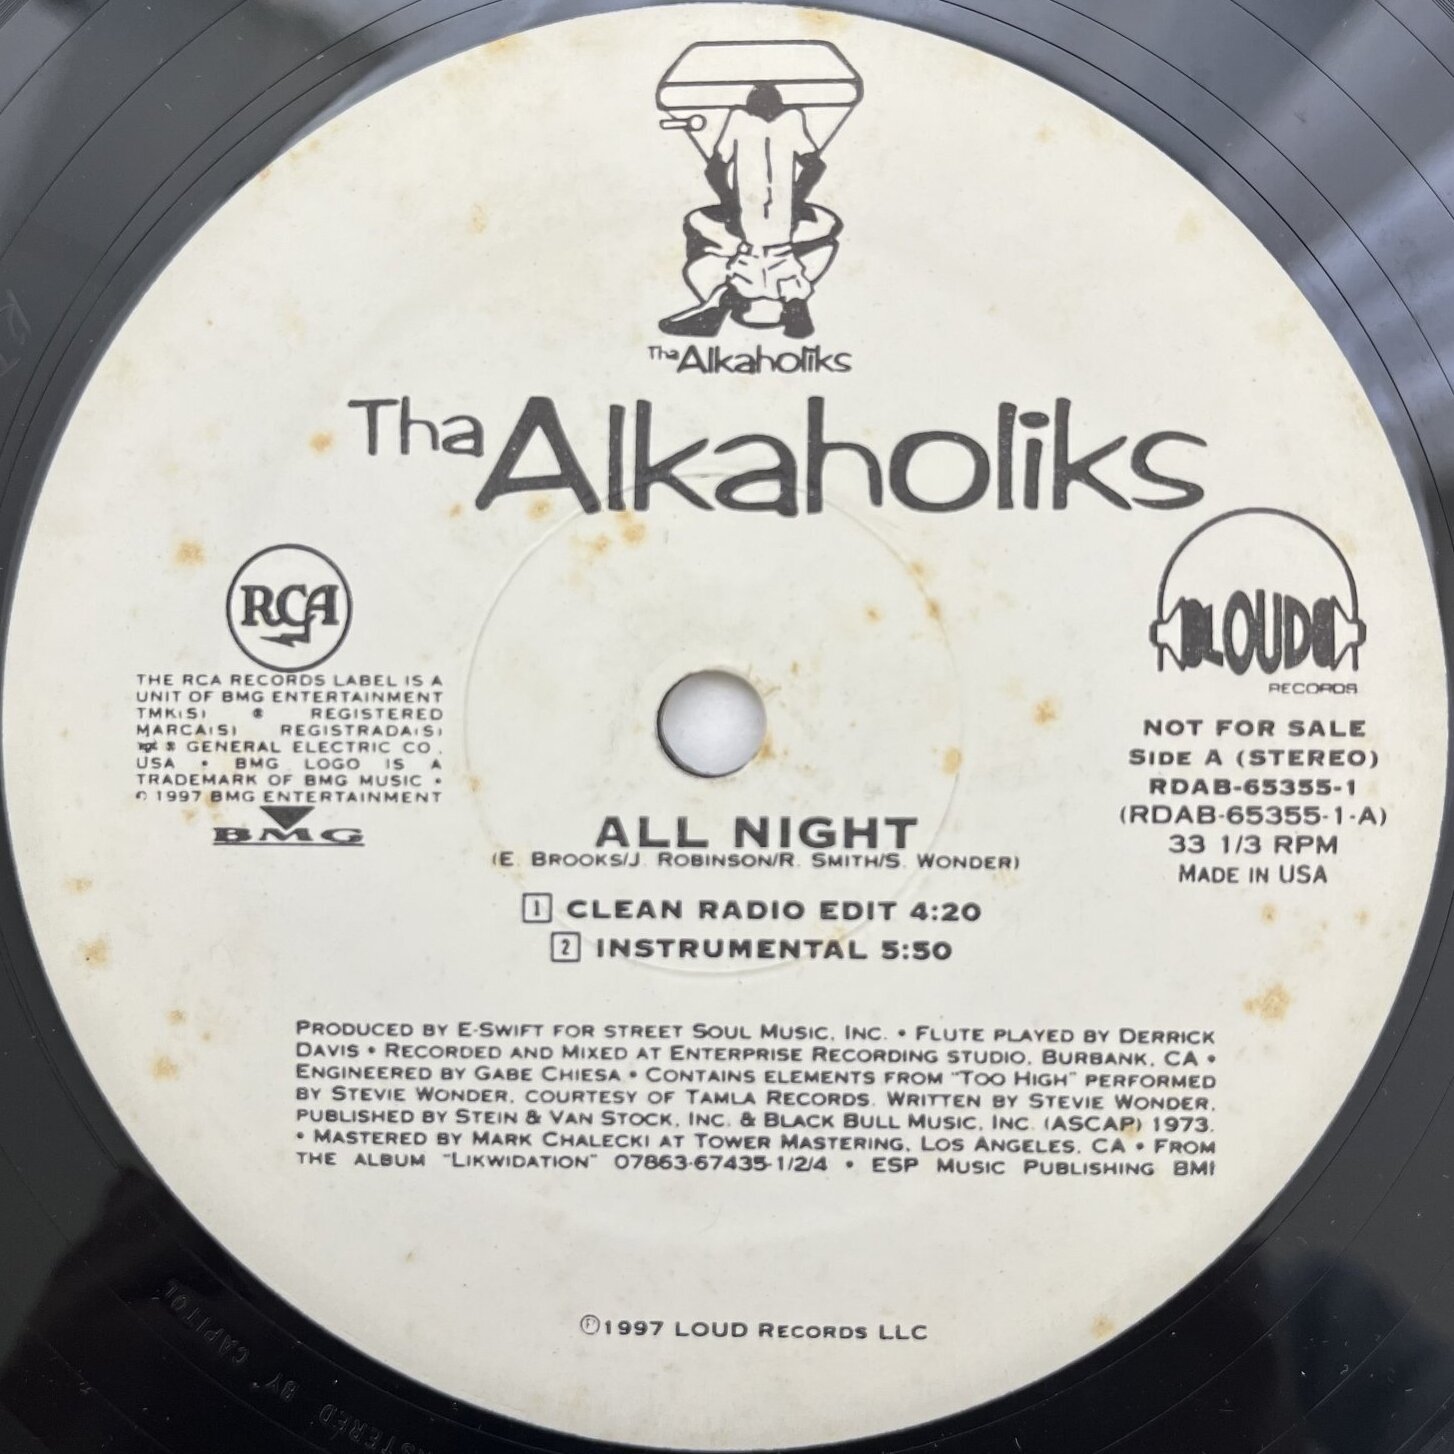 Tha Alkaholiks
Tha Alkaholiks
RCA
THE RCA RECORDS LABEL IS A
UNIT OF BMG ENTERTAINMENT
TMK(S) ® REGISTERED
MARCA(S) REGISTRADA(S)
GENERAL ELECTRIC CO.,
USA • BMG LOGO IS A
TRADEMARK OF BMG MUSIC •
© 1997 BMG ENTERTAINMENT
BMG
LOUD
RECORDS
NOT FOR SALE
SIDE A (STEREO)
RDAB-65355-1
(RDAB-65355-1-A)
33 1/3 RPM
MADE IN USA
ALL NIGHT
(E. BROOKS/J. ROBINSON/R. SMITH/S. WONDER)
1 CLEAN RADIO EDIT 4:20
2 INSTRUMENTAL 5:50
PRODUCED BY E-SWIFT FOR STREET SOUL MUSIC, INC. • FLUTE PLAYED BY DERRICK
DAVIS • RECORDED AND MIXED AT ENTERPRISE RECORDING STUDIO, BURBANK, CA •
ENGINEERED BY GABE CHIESA • CONTAINS ELEMENTS FROM "TOO HIGH" PERFORMED
BY STEVIE WONDER, COURTESY OF TAMLA RECORDS. WRITTEN BY STEVIE WONDER,
PUBLISHED BY STEIN & VAN STOCK, INC. & BLACK BULL MUSIC, INC. (ASCAP) 1973.
• MASTERED BY MARK CHALECKI AT TOWER MASTERING, LOS ANGELES, CA • FROM
THE ALBUM "LIKWIDATION" 07863-67435-1/2/4 • ESP MUSIC PUBLISHING BMI
℗1997 LOUD RECORDS LLC
BY CAPITOL